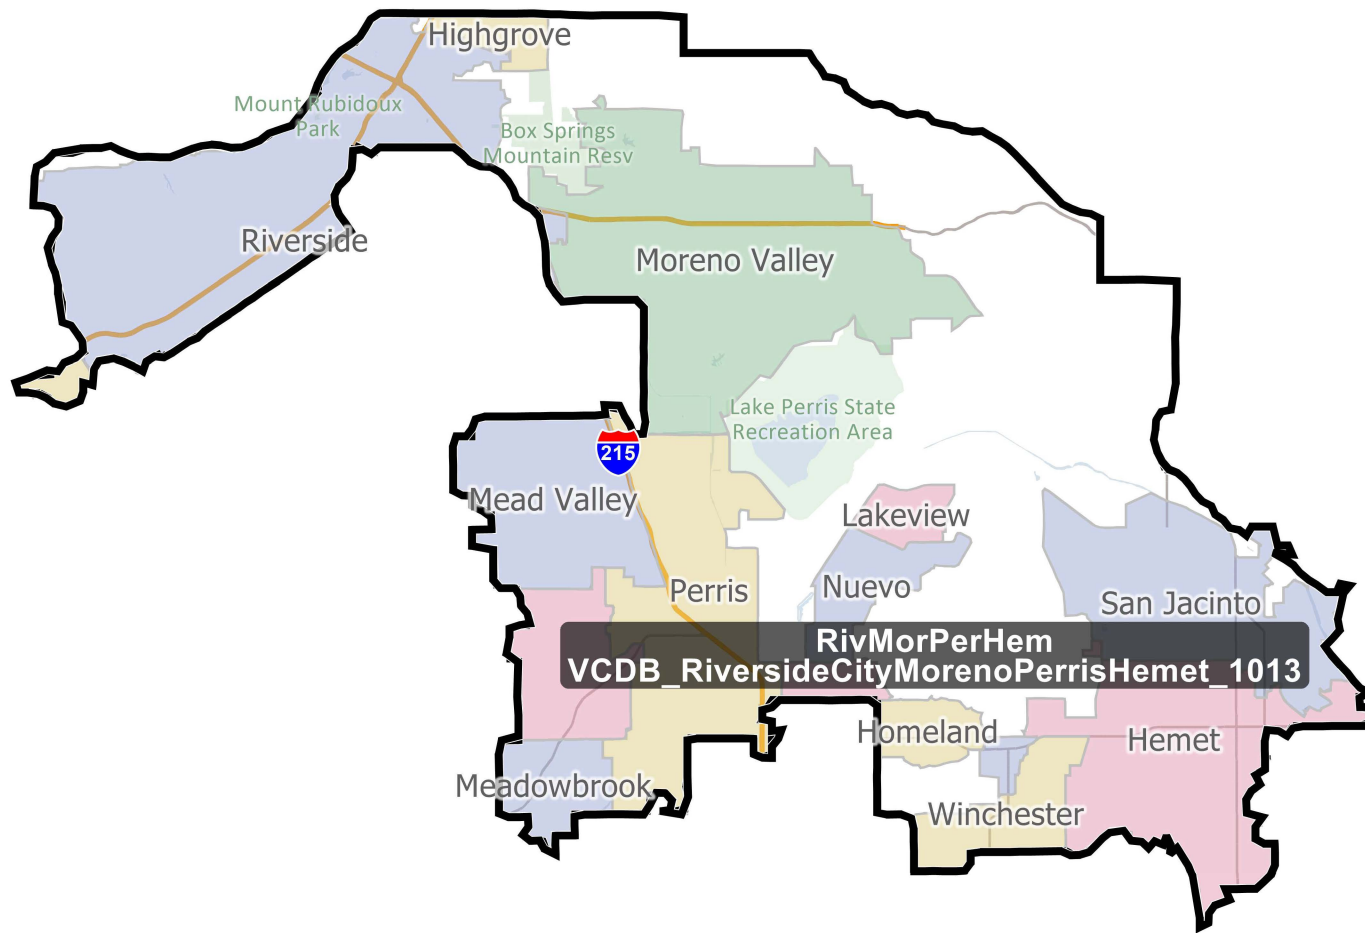 Highgrove
Mount Rubidoux
Park
Box Springs
Mountain Resv
Riverside
Moreno Valley
Lake Perris State
Recreation Area
215
Mead Valley
Lakeview
Perris
Nuevo
San Jacinto
RivMorPerHem
VCDB_RiversideCityMorenoPerrisHemet_1013
Homeland
Hemet
Meadowbrook
Winchester